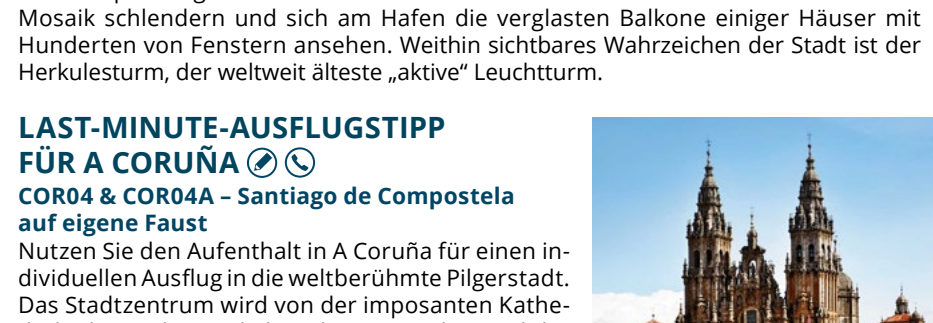 Mosaik schlendern und sich am Hafen die verglasten Balkone einiger Häuser mit
Hunderten von Fenstern ansehen. Weithin sichtbares Wahrzeichen der Stadt ist der
Herkulesturm, der weltweit älteste „aktive“ Leuchtturm.
LAST-MINUTE-AUSFLUGSTIPP
FÜR A CORUÑA
COR04 & COR04A – Santiago de Compostela
auf eigene Faust
Nutzen Sie den Aufenthalt in A Coruña für einen in-
dividuellen Ausflug in die weltberühmte Pilgerstadt.
Das Stadtzentrum wird von der imposanten Kathe-